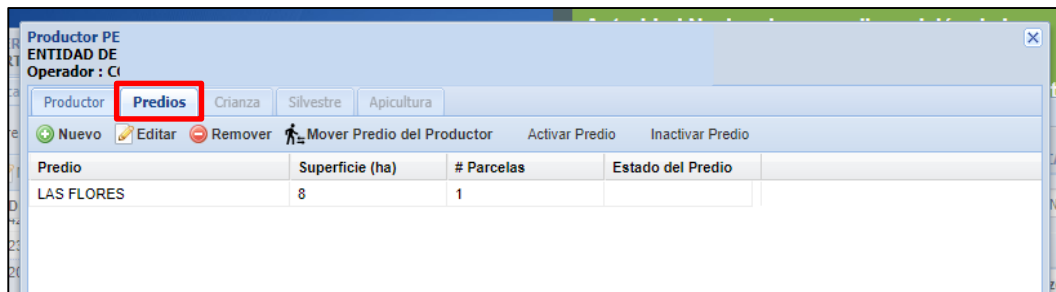 Productor PE
ENTIDAD DE
Operador :
Productor Predios Crianza Silvestre Apicultura
Nuevo Editar Remover Mover Predio del Productor Activar Predio Inactivar Predio
Predio Superficie (ha) # Parcelas Estado del Predio
LAS FLORES 8 1